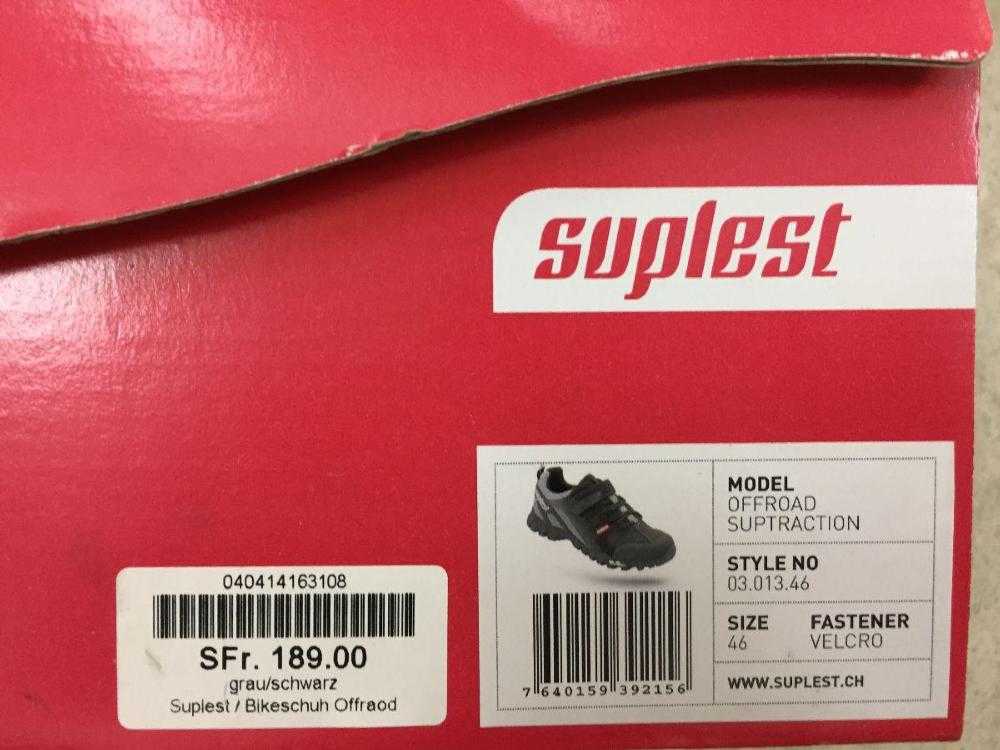 suplest
MODEL
OFFROAD
SUPTRACTION
STYLE NO
03.013.46
SIZE FASTENER
46 VELCRO
WWW.SUPLEST.CH
7 640159 392156
040414163108
SFr. 189.00
grau/schwarz
Suplest / Bikeschuh Offraod